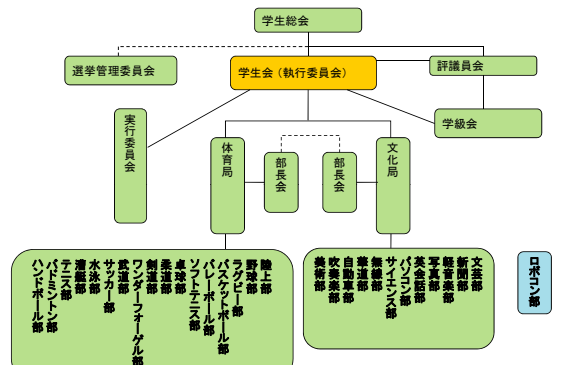 学生総会
選挙管理委員会
学生会（執行委員会）
評議員会
学級会
実行委員会
体育局
部長会
部長会
文化局
陸上部
野球部
ラグビー部
バスケットボール部
バレーボール部
ソフトテニス部
卓球部
柔道部
剣道部
ワンダーフォーゲル部
武道部
サッカー部
水泳部
漕艇部
テニス部
バドミントン部
ハンドボール部
文芸部
新聞部
軽音楽部
写真部
英会話部
パソコン部
サイエンス部
無線部
華道部
自動車部
吹奏楽部
美術部
ロボコン部